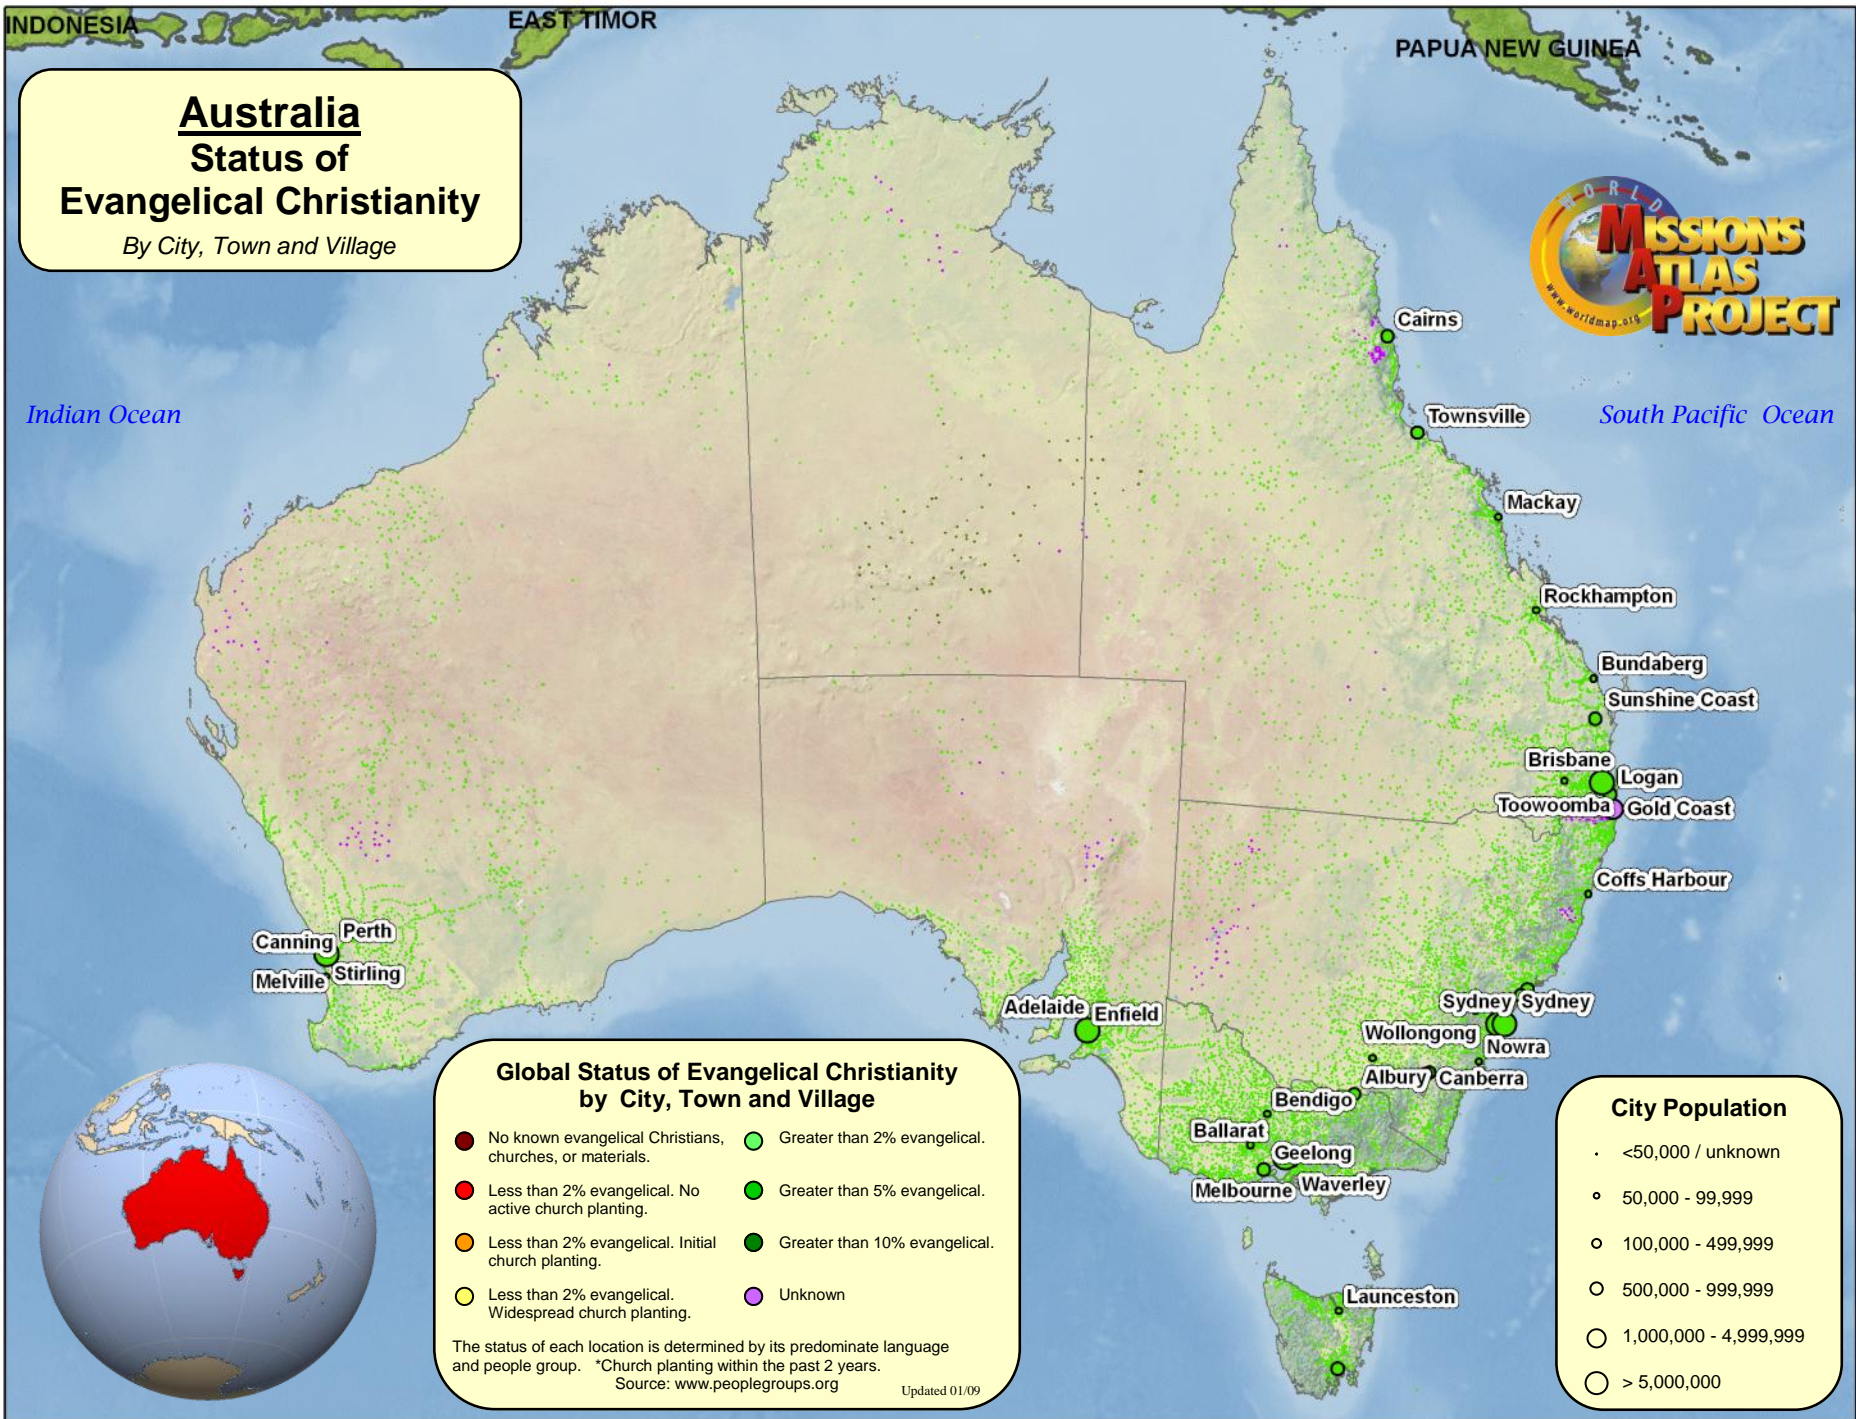 INDONESIA
EAST TIMOR
PAPUA NEW GUINEA
Australia
Status of
Evangelical Christianity
By City, Town and Village
WORLD
MISSIONS
ATLAS
PROJECT
www.worldmap.org
Indian Ocean
South Pacific Ocean
Cairns
Townsville
Mackay
Rockhampton
Bundaberg
Sunshine Coast
Brisbane
Logan
Toowoomba
Gold Coast
Coffs Harbour
Perth
Canning
Stirling
Melville
Adelaide
Enfield
Sydney
Sydney
Wollongong
Nowra
Albury
Canberra
Bendigo
Ballarat
Geelong
Melbourne
Waverley
Launceston
Global Status of Evangelical Christianity
by City, Town and Village
No known evangelical Christians,
churches, or materials.
Less than 2% evangelical. No
active church planting.
Less than 2% evangelical. Initial
church planting.
Less than 2% evangelical.
Widespread church planting.
Greater than 2% evangelical.
Greater than 5% evangelical.
Greater than 10% evangelical.
Unknown
The status of each location is determined by its predominate language
and people group. *Church planting within the past 2 years.
Source: www.peoplegroups.org
Updated 01/09
City Population
<50,000 / unknown
50,000 - 99,999
100,000 - 499,999
500,000 - 999,999
1,000,000 - 4,999,999
> 5,000,000